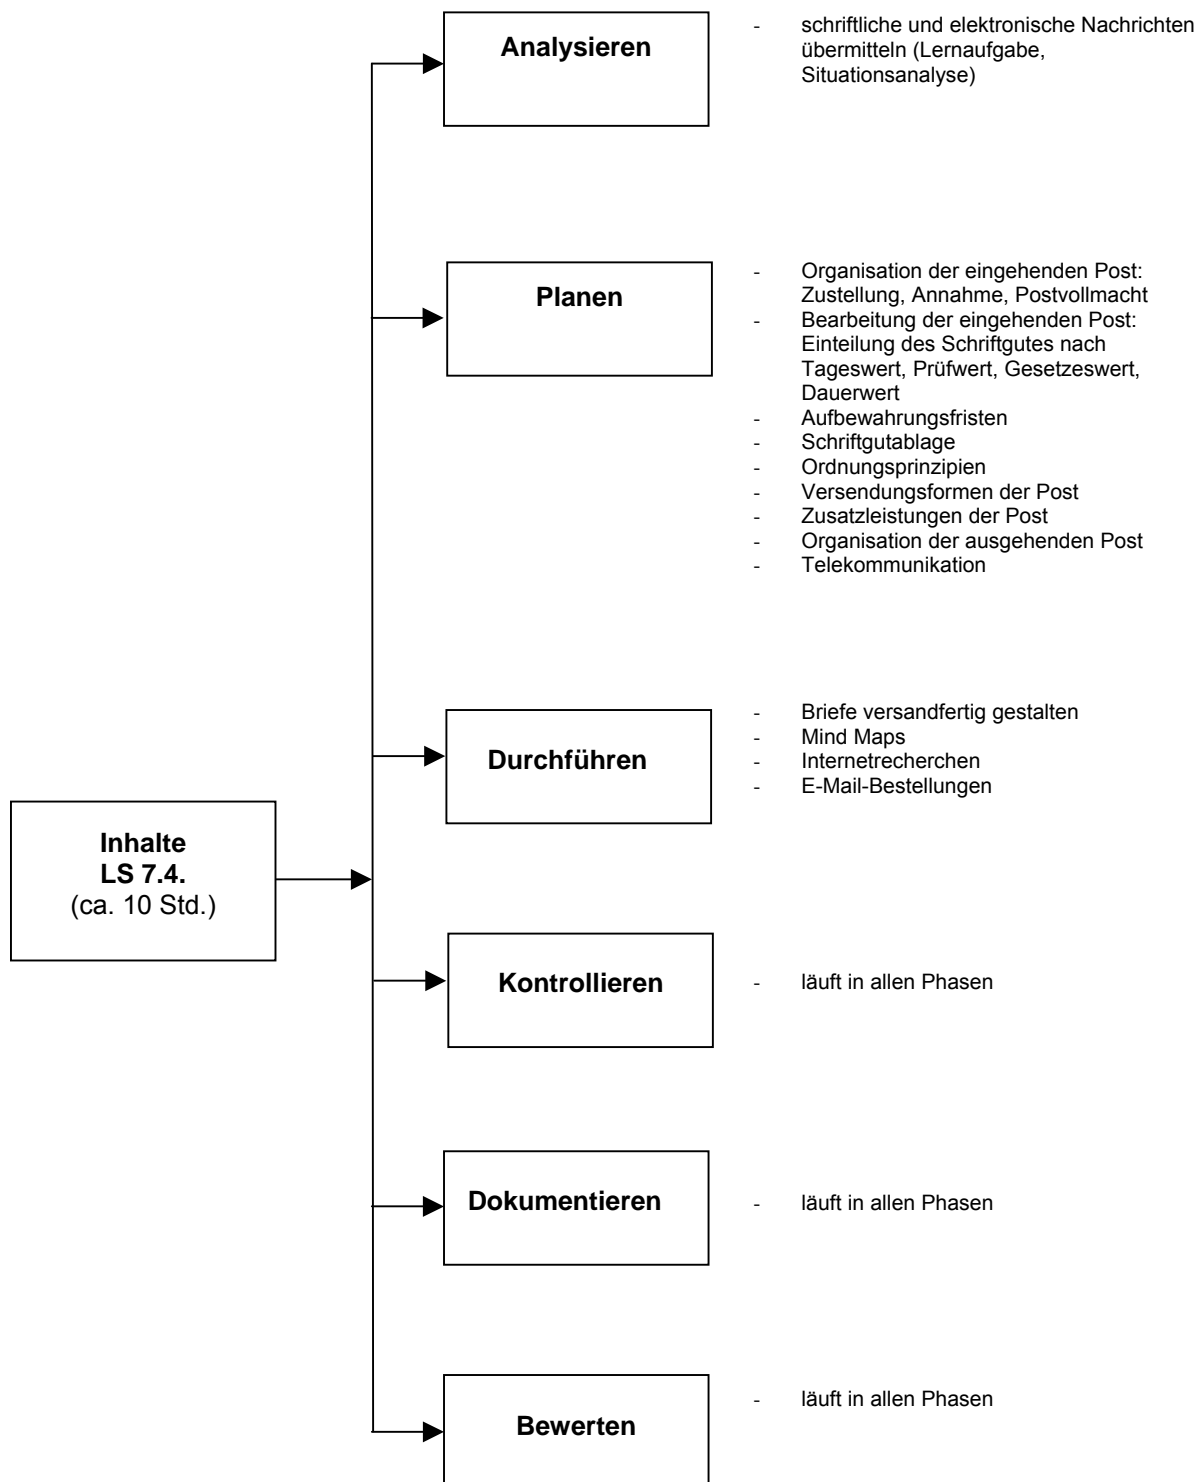 Analysieren
- schriftliche und elektronische Nachrichten
übermitteln (Lernaufgabe,
Situationsanalyse)
Planen
- Organisation der eingehenden Post:
Zustellung, Annahme, Postvollmacht
- Bearbeitung der eingehenden Post:
Einteilung des Schriftgutes nach
Tageswert, Prüfwert, Gesetzeswert,
Dauerwert
- Aufbewahrungsfristen
- Schriftgutablage
- Ordnungsprinzipien
- Versendungsformen der Post
- Zusatzleistungen der Post
- Organisation der ausgehenden Post
- Telekommunikation
Durchführen
- Briefe versandfertig gestalten
- Mind Maps
- Internetrecherchen
- E-Mail-Bestellungen
Inhalte
LS 7.4.
(ca. 10 Std.)
Kontrollieren
- läuft in allen Phasen
Dokumentieren
- läuft in allen Phasen
Bewerten
- läuft in allen Phasen